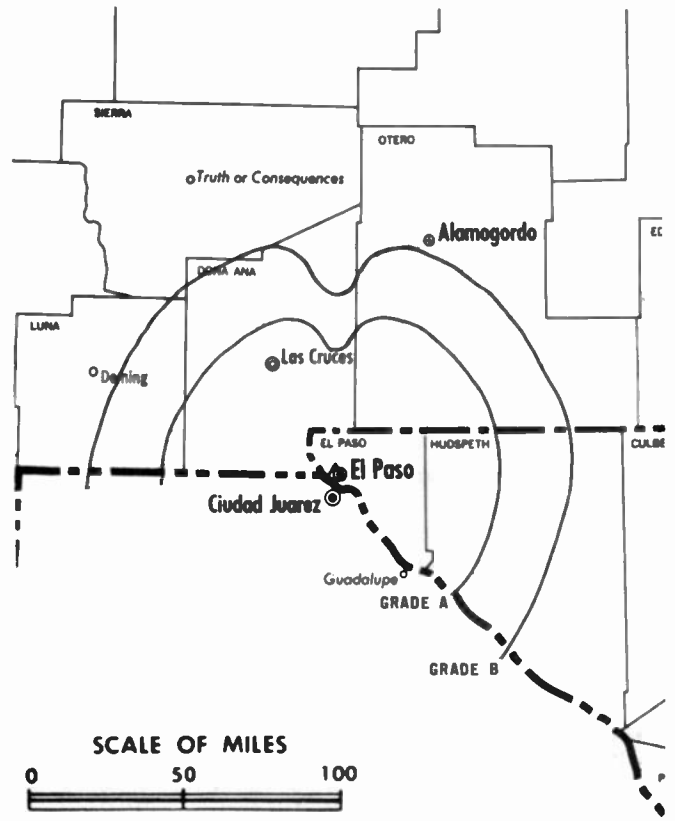 SIERRA
OTERO
Truth or Consequences
Alamogordo
ED
DONA ANA
LUNA
Las Cruces
Deming
EL PASO
HUDSPETH
CULBE
El Paso
Ciudad Juarez
Guadalupe
GRADE A
GRADE B
SCALE OF MILES
0 50 100
P